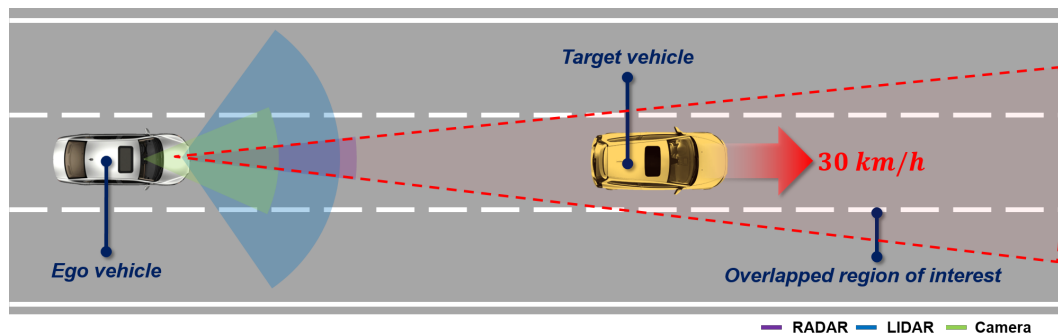 Target vehicle
30 km/h
Ego vehicle
Overlapped region of interest
RADAR LIDAR Camera